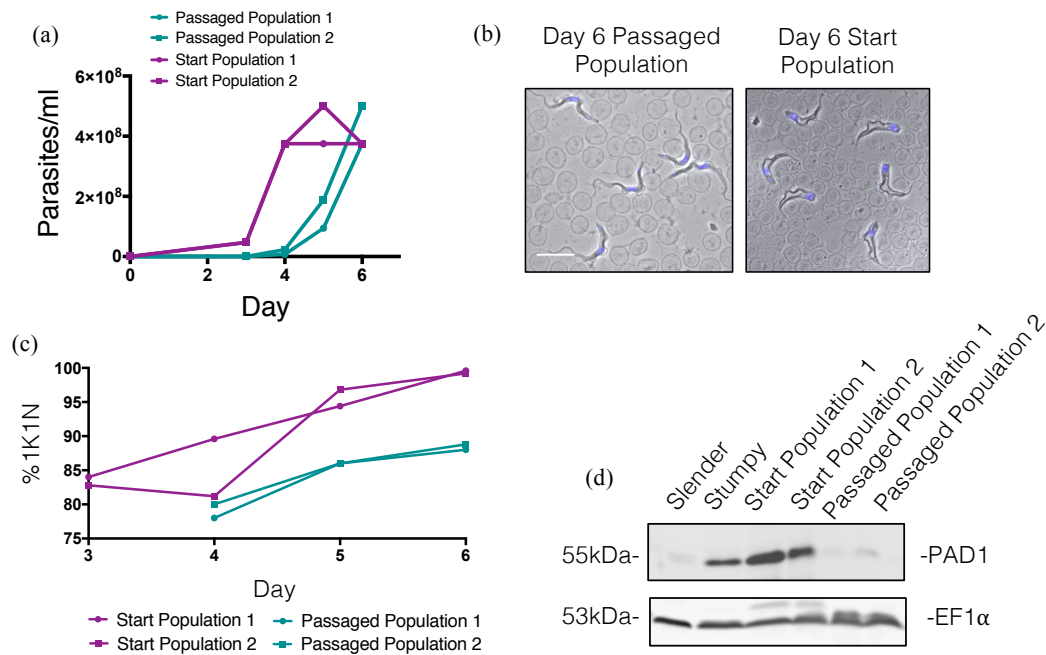 (a)
Passaged Population 1
Passaged Population 2
Start Population 1
Start Population 2
6×10⁸
4×10⁸
2×10⁸
0
Parasites/ml
0 2 4 6
Day
(b)
Day 6 Passaged
Population
Day 6 Start
Population
(c)
100
95
90
85
80
75
%1K1N
3 4 5 6
Day
Start Population 1
Passaged Population 1
Start Population 2
Passaged Population 2
(d)
Slender
Stumpy
Start Population 1
Start Population 2
Passaged Population 1
Passaged Population 2
55kDa-
-PAD1
53kDa-
-EF1α